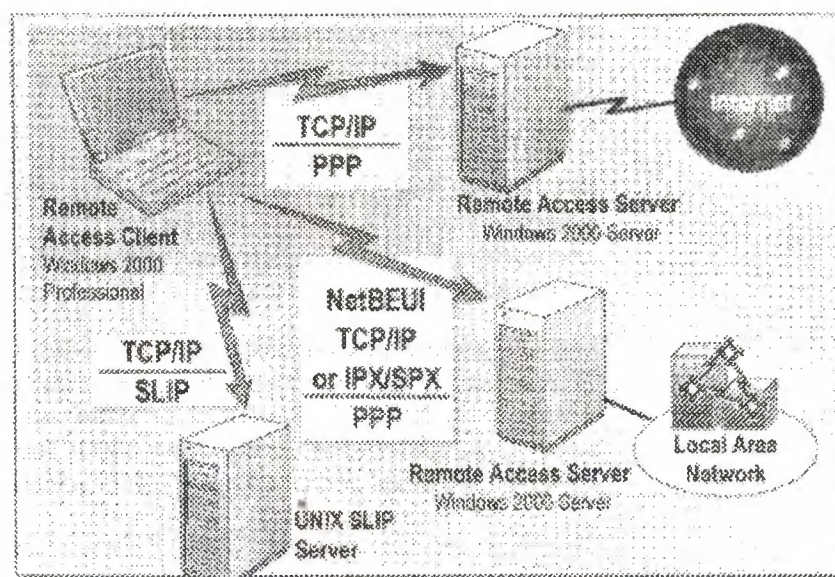 Internet
TCP/IP
PPP
Remote Access Server
Windows 2000 Server
Remote
Access Client
Windows 2000
Professional
NetBEUI
TCP/IP
or IPX/SPX
PPP
TCP/IP
SLIP
Local Area
Network
Remote Access Server
Windows 2000 Server
UNIX SLIP
Server